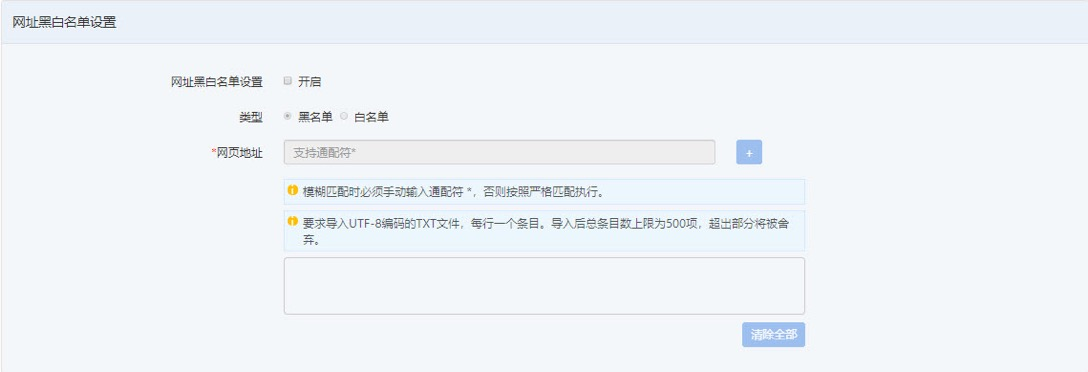 网址黑白名单设置
网址黑白名单设置 开启
类型 黑名单 白名单
*网页地址 支持通配符* +
模糊匹配时必须手动输入通配符 *，否则按照严格匹配执行。
要求导入UTF-8编码的TXT文件，每行一个条目。导入后总条目数上限为500项，超出部分将被舍
弃。
清除全部